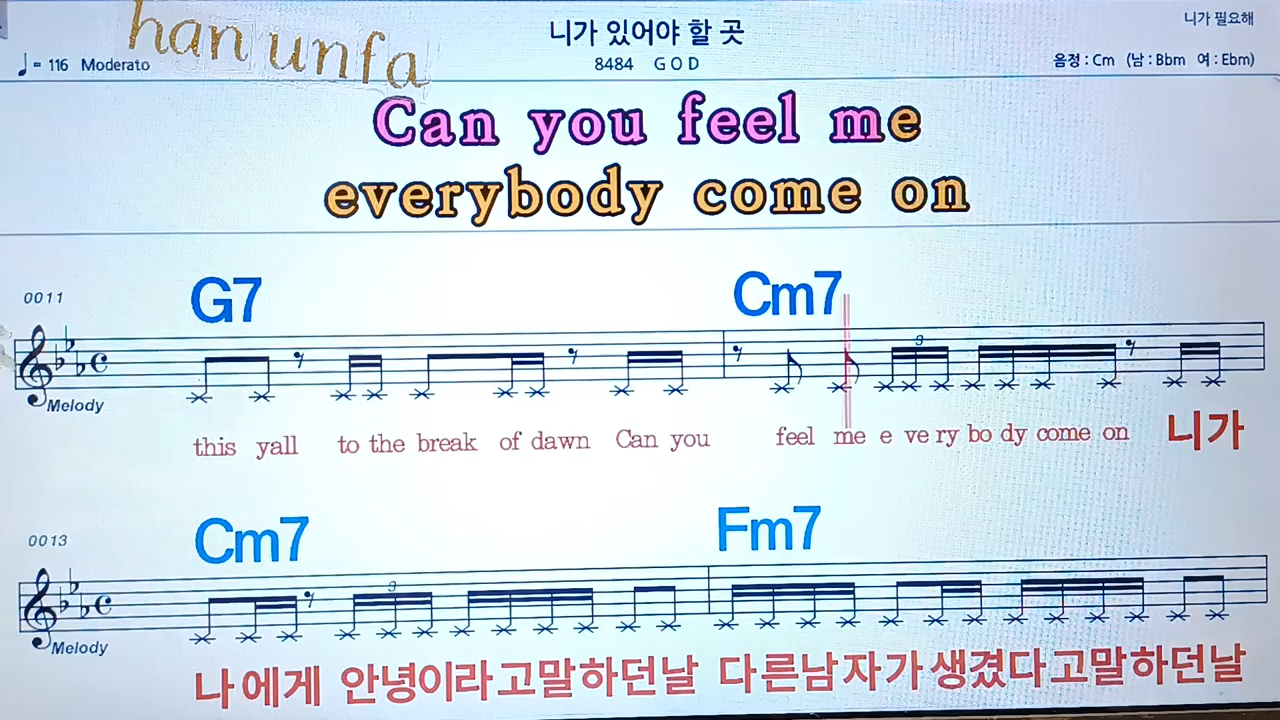 han unfa
니가 있어야 할 곳
니가 필요해
♩= 116 Moderato
8484 G O D
음정 : Cm (남 : Bbm 여 : Ebm)
Can you feel me
everybody come on
0011
G7 Cm7
3
Melody
this yall to the break of dawn Can you feel me e ve ry bo dy come on 니가
0013
Cm7 Fm7
3
Melody
나에게 안녕이라고말하던날 다른남자가생겼다고말하던날